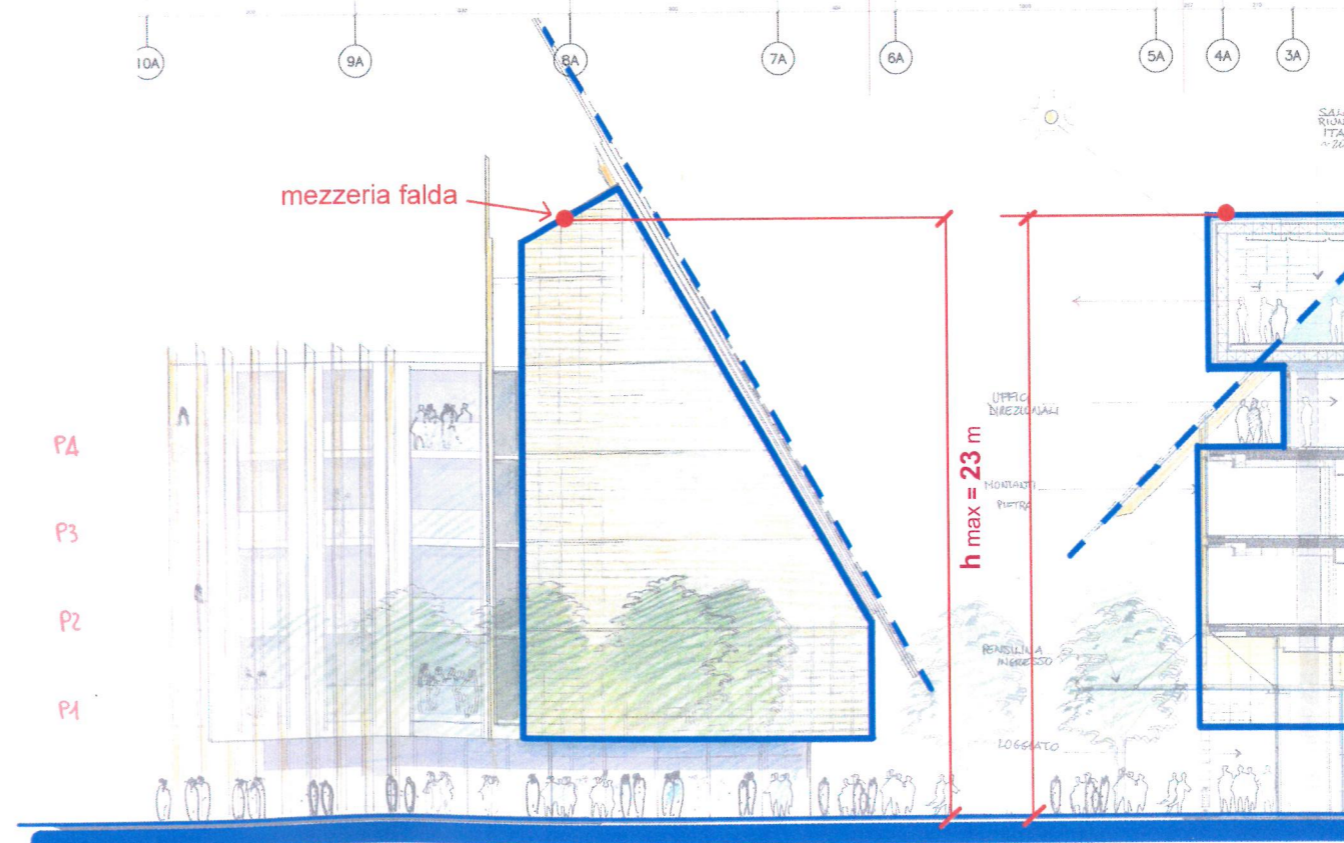 10A
9A
8A
7A
6A
5A
4A
3A
mezzeria falda
UFFICI
DIREZIONALI
h max = 23 m
MONTANTI
PIETRA
P4
P3
P2
P1
PENSILINA
INGRESSO
LOGGIATO